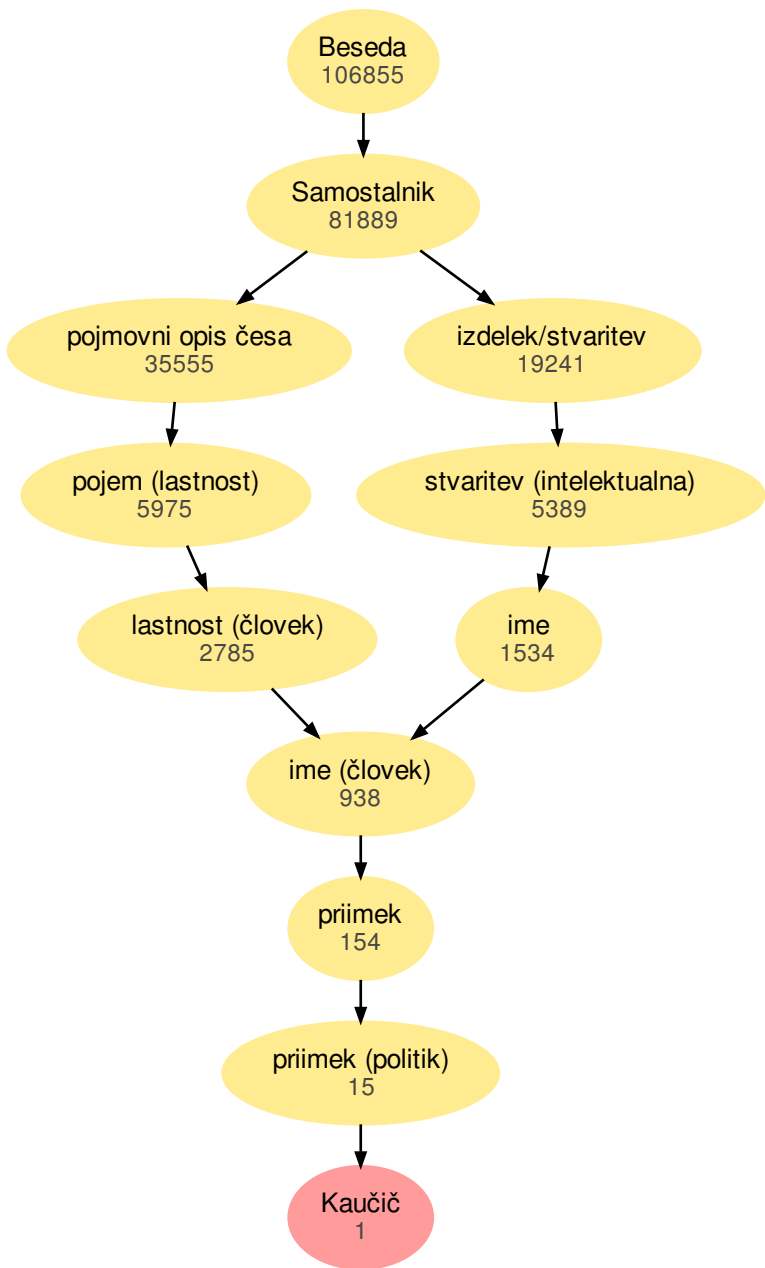 Beseda
106855
Samostalnik
81889
pojmovni opis česa
35555
izdelek/stvaritev
19241
pojem (lastnost)
5975
stvaritev (intelektualna)
5389
lastnost (človek)
2785
ime
1534
ime (človek)
938
priimek
154
priimek (politik)
15
Kaučič
1